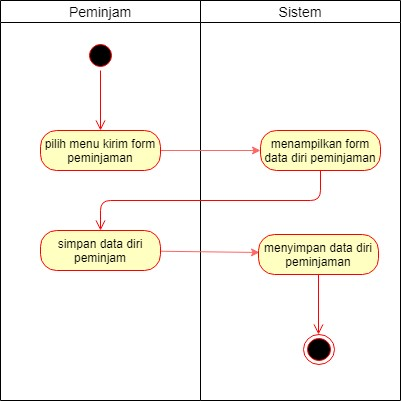 Peminjam
Sistem
pilih menu kirim form
peminjaman
menampilkan form
data diri peminjaman
simpan data diri
peminjam
menyimpan data diri
peminjaman